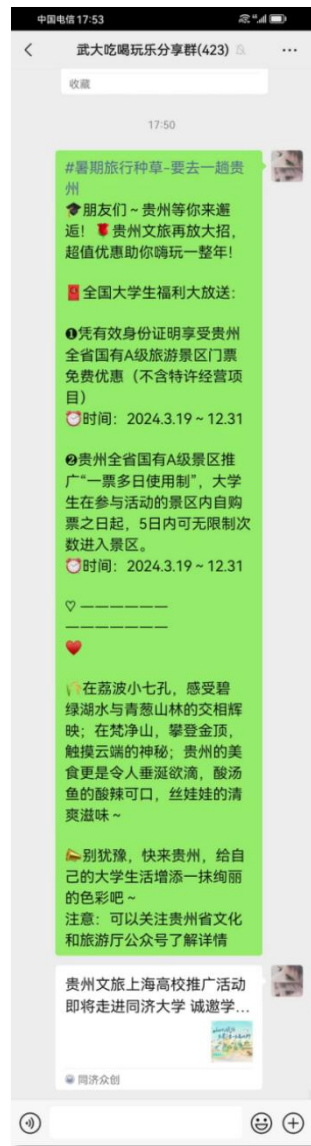 中国电信17:53
武大吃喝玩乐分享群(423)
收藏
17:50
#暑期旅行种草-要去一趟贵
州
🎓朋友们~贵州等你来邂
逅！🌹贵州文旅再放大招，
超值优惠助你嗨玩一整年！
🧧全国大学生福利大放送：
❶凭有效身份证明享受贵州
全省国有A级旅游景区门票
免费优惠（不含特许经营项
目）
⏰时间：2024.3.19 ~ 12.31
❷贵州全省国有A级景区推
广“一票多日使用制”，大学
生在参与活动的景区内自购
票之日起，5日内可无限制次
数进入景区。
⏰时间：2024.3.19 ~ 12.31
♡ ——————
——————
♥
在荔波小七孔，感受碧
绿湖水与青葱山林的交相辉
映；在梵净山，攀登金顶，
触摸云端的神秘；贵州的美
食更是令人垂涎欲滴，酸汤
鱼的酸辣可口，丝娃娃的清
爽滋味~
别犹豫，快来贵州，给自
己的大学生活增添一抹绚丽
的色彩吧~
注意：可以关注贵州省文化
和旅游厅公众号了解详情
贵州文旅上海高校推广活动
即将走进同济大学 诚邀学...
同济众创